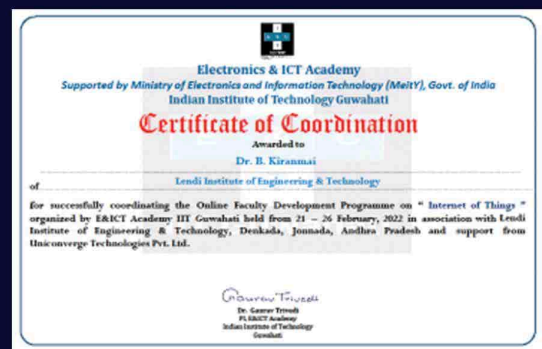 Electronics & ICT Academy
Supported by Ministry of Electronics and Information Technology (MeitY), Govt. of India
Indian Institute of Technology Guwahati
Certificate of Coordination
Awarded to
Dr. B. Kiranmai
of Lendi Institute of Engineering & Technology
for successfully coordinating the Online Faculty Development Programme on “ Internet of Things ”
organized by E&ICT Academy IIT Guwahati held from 21 – 26 February, 2022 in association with Lendi
Institute of Engineering & Technology, Denkada, Jonnada, Andhra Pradesh and support from
Uniconverge Technologies Pvt. Ltd.
Gaurav Trivedi
Dr. Gaurav Trivedi
PI, E&ICT Academy
Indian Institute of Technology
Guwahati